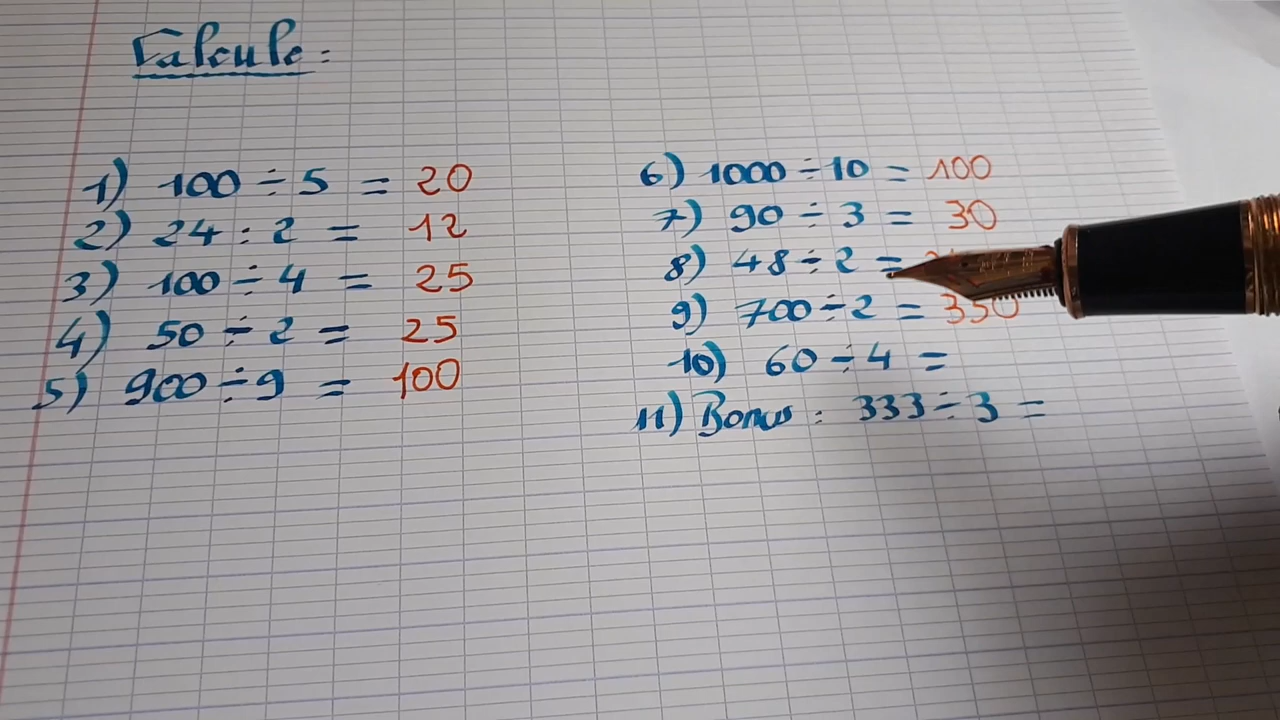 Calcule :
1) 100 ÷ 5 = 20
2) 24 : 2 = 12
3) 100 ÷ 4 = 25
4) 50 ÷ 2 = 25
5) 900 ÷ 9 = 100
6) 1000 ÷ 10 = 100
7) 90 ÷ 3 = 30
8) 48 ÷ 2 =
9) 700 ÷ 2 = 350
10) 60 ÷ 4 =
11) Bonus : 333 ÷ 3 =